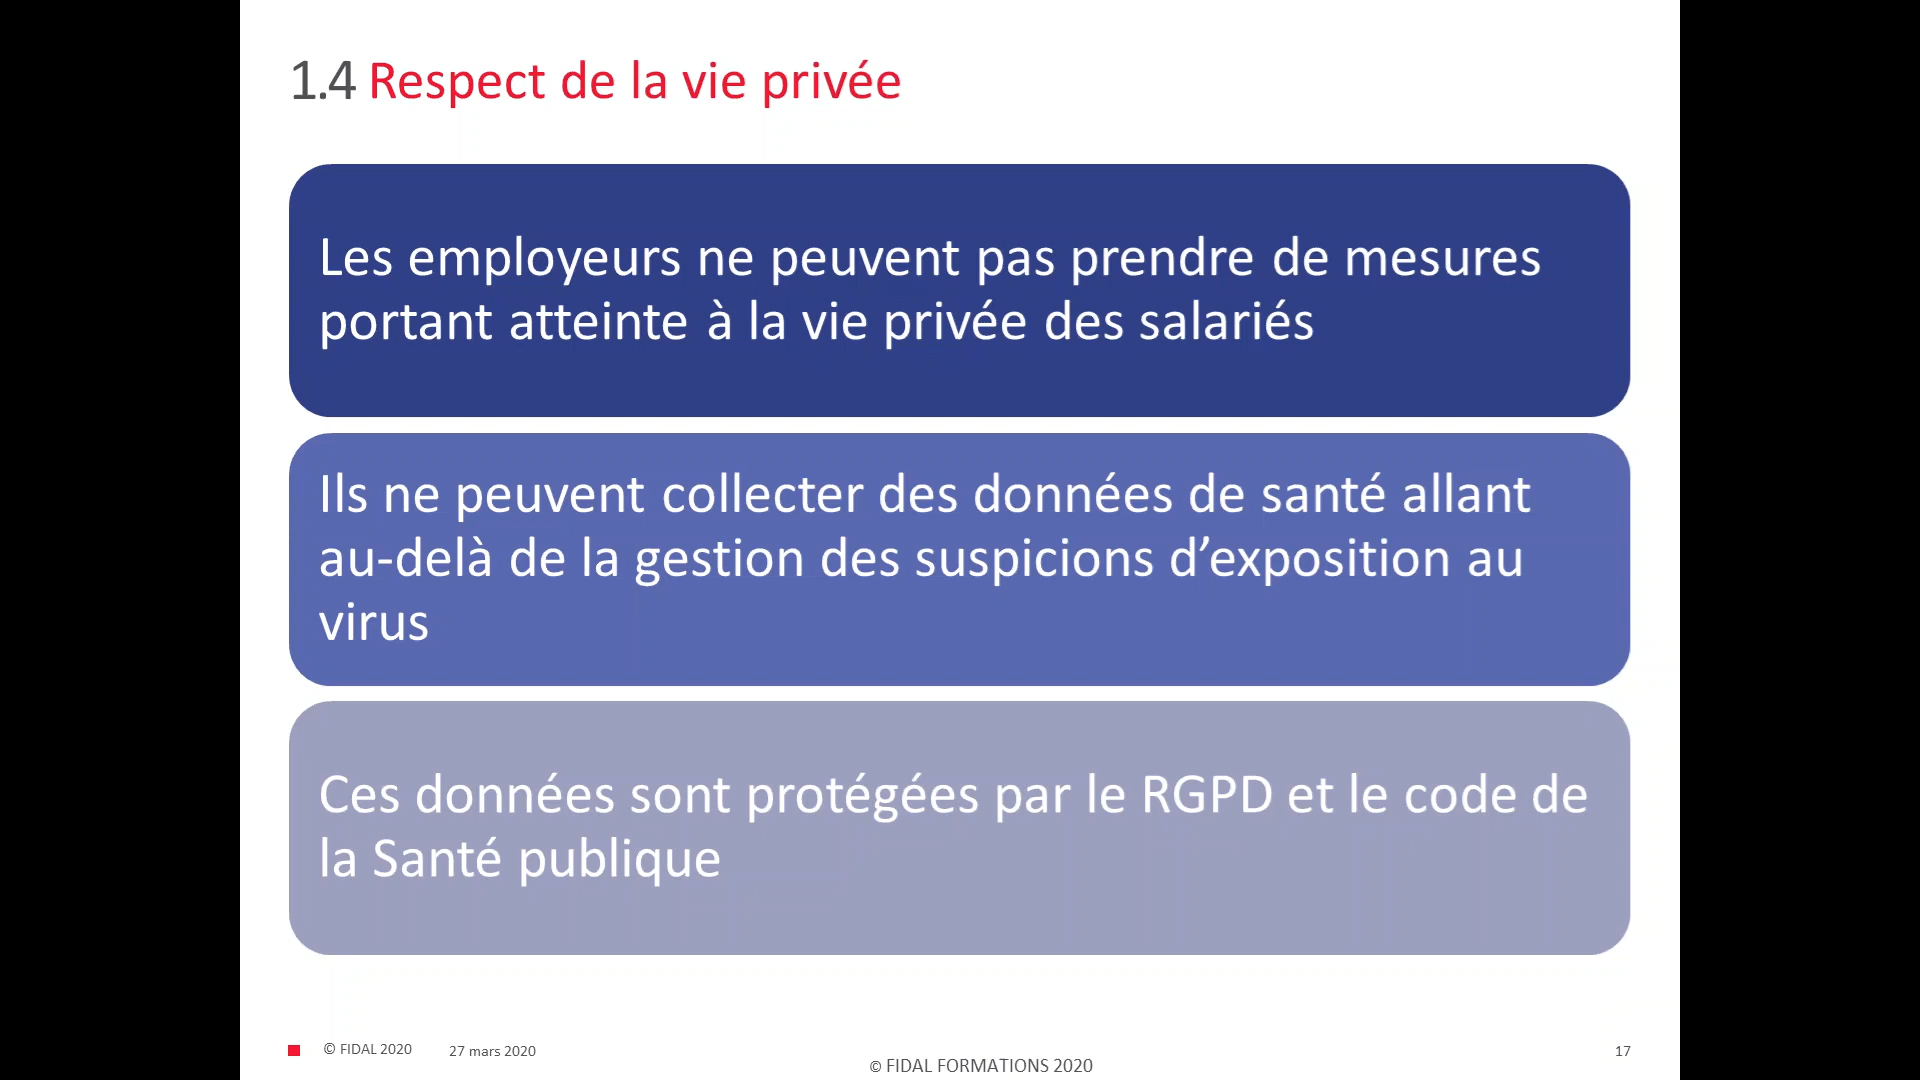 1.4 Respect de la vie privée
Les employeurs ne peuvent pas prendre de mesures
portant atteinte à la vie privée des salariés
Ils ne peuvent collecter des données de santé allant
au-delà de la gestion des suspicions d’exposition au
virus
Ces données sont protégées par le RGPD et le code de
la Santé publique
© FIDAL 2020
27 mars 2020
© FIDAL FORMATIONS 2020
17